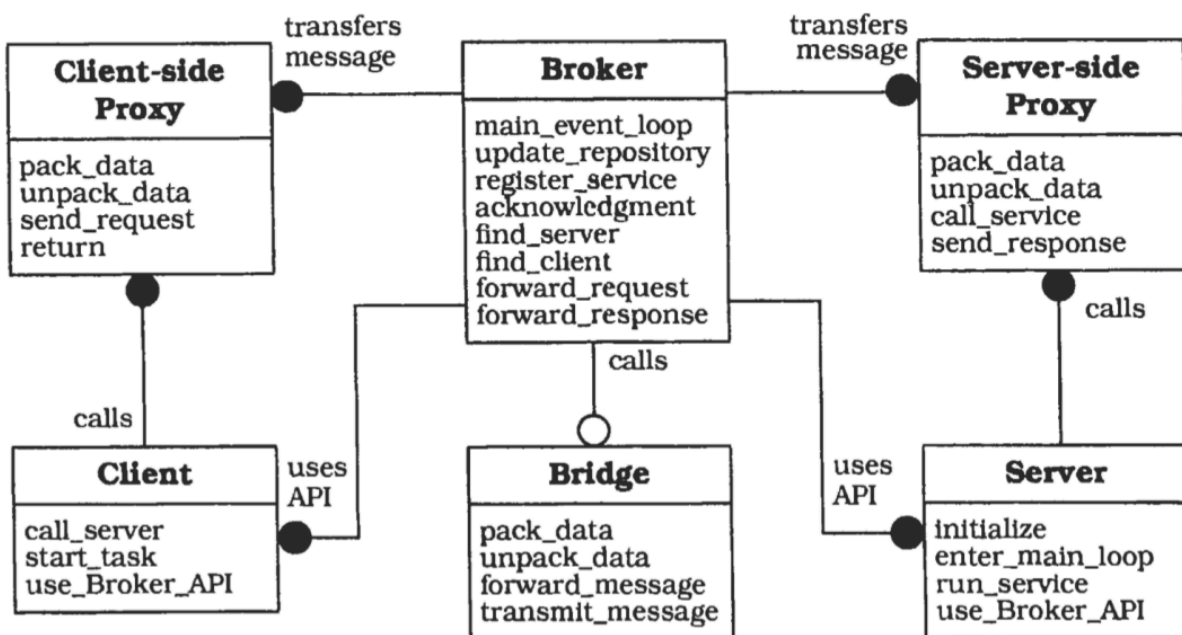 transfers
message
transfers
message
Client-side
Proxy
pack_data
unpack_data
send_request
return
Broker
main_event_loop
update_repository
register_service
acknowledgment
find_server
find_client
forward_request
forward_response
Server-side
Proxy
pack_data
unpack_data
call_service
send_response
calls
calls
calls
Client
call_server
start_task
use_Broker_API
uses
API
Bridge
pack_data
unpack_data
forward_message
transmit_message
uses
API
Server
initialize
enter_main_loop
run_service
use_Broker_API